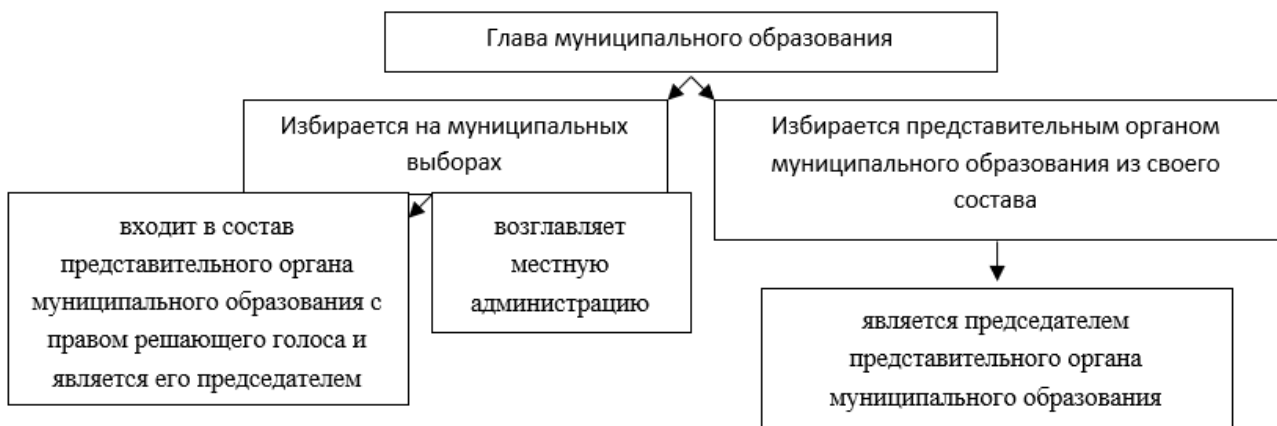 Глава муниципального образования
Избирается на муниципальных
выборах
Избирается представительным органом
муниципального образования из своего
состава
входит в состав
представительного органа
муниципального образования с
правом решающего голоса и
является его председателем
возглавляет
местную
администрацию
является председателем
представительного органа
муниципального образования